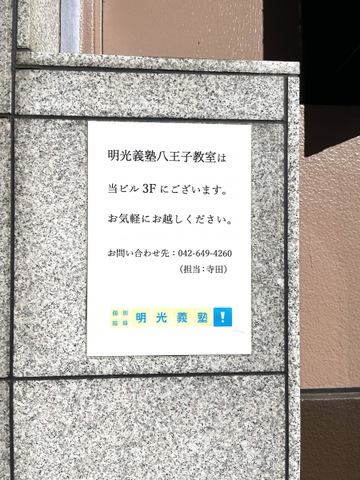 明光義塾八王子教室は
当ビル3Fにございます。
お気軽にお越しください。
お問い合わせ先：042-649-4260
（担当：寺田）
個別指導 明光義塾!